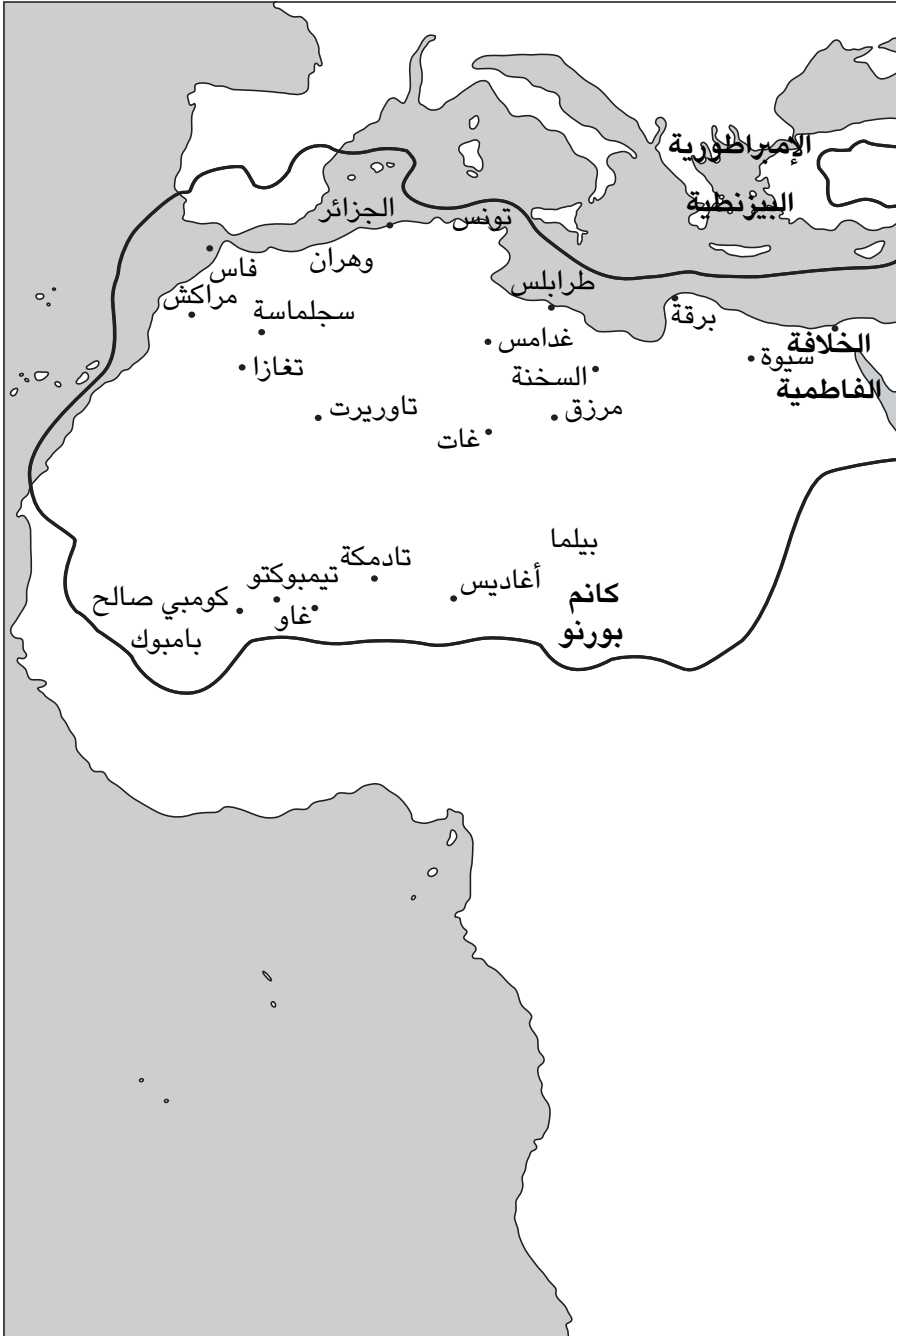 الإمبراطورية
البيزنطية
الجزائر
تونس
وهران
فاس
طرابلس
مراكش
سجلماسة
برقة
غدامس
الخلافة
سيوة
تغازا
السخنة
الفاطمية
تاوريرت
مرزق
غات
بيلما
تادمكة
تيمبوكتو
أغاديس
كانم
كومبي صالح
غاو
بورنو
بامبوك